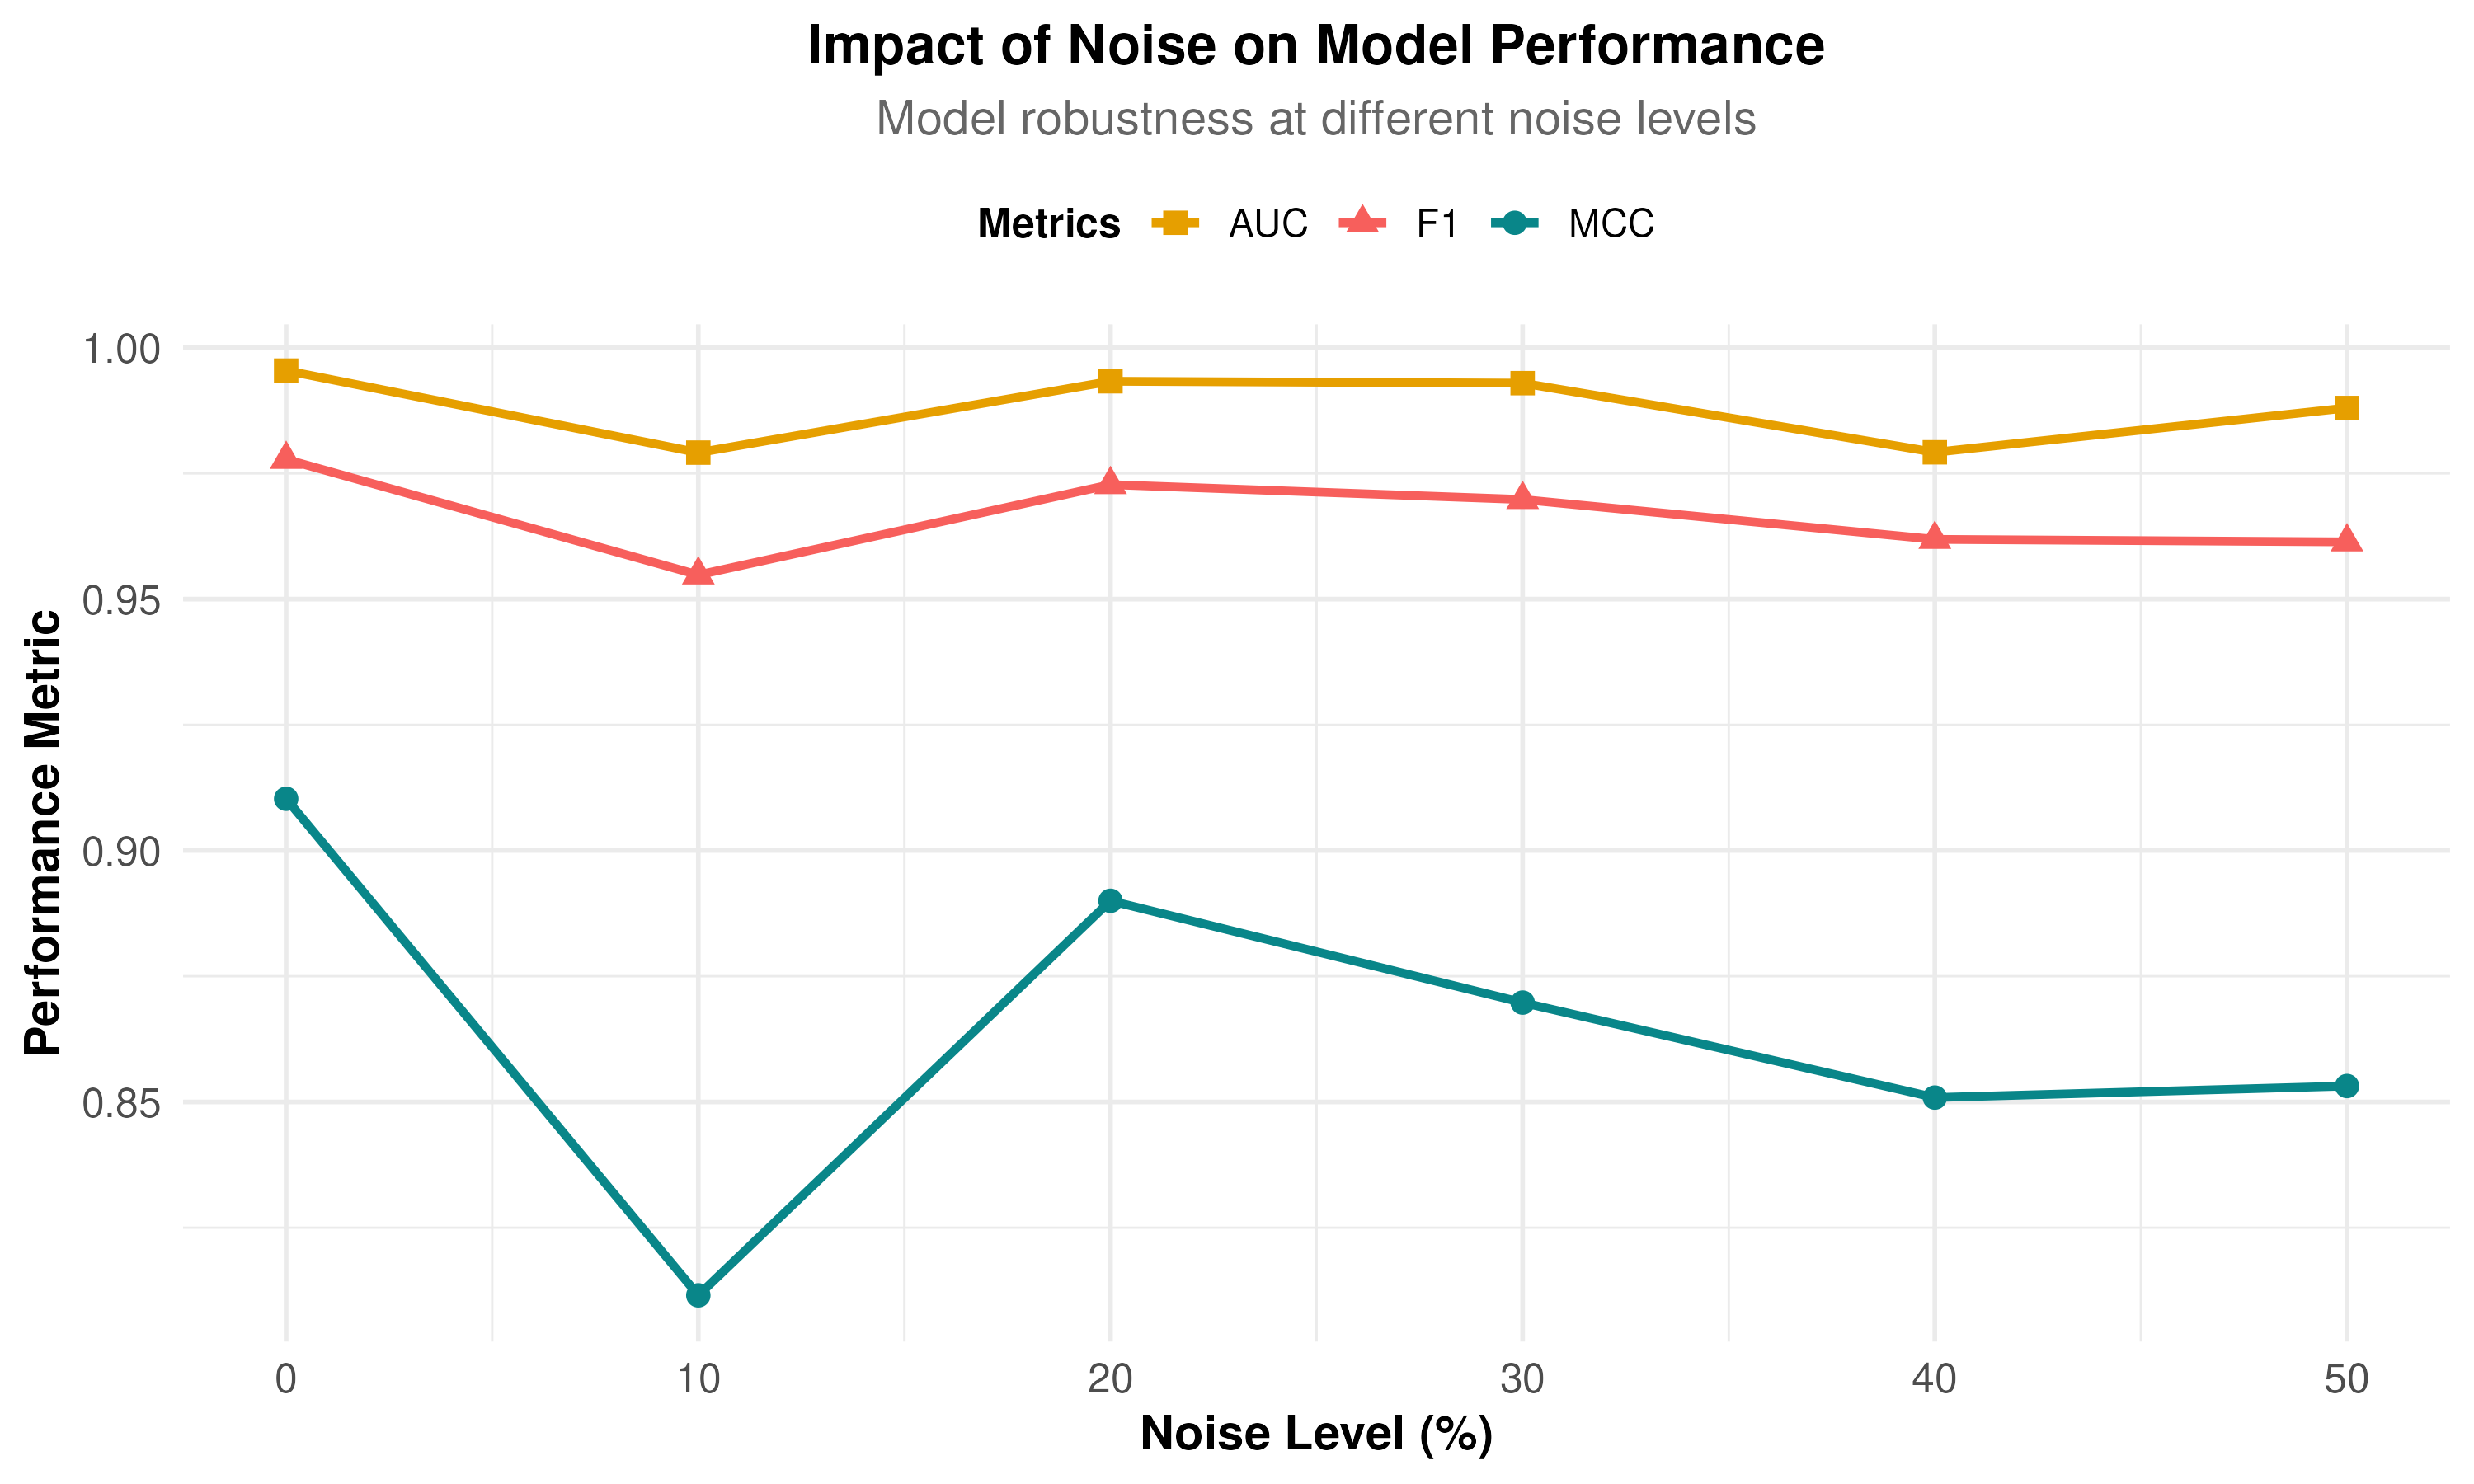 Impact of Noise on Model Performance
Model robustness at different noise levels
Metrics AUC F1 MCC
1.00
0.95
0.90
0.85
Performance Metric
0 10 20 30 40 50
Noise Level (%)